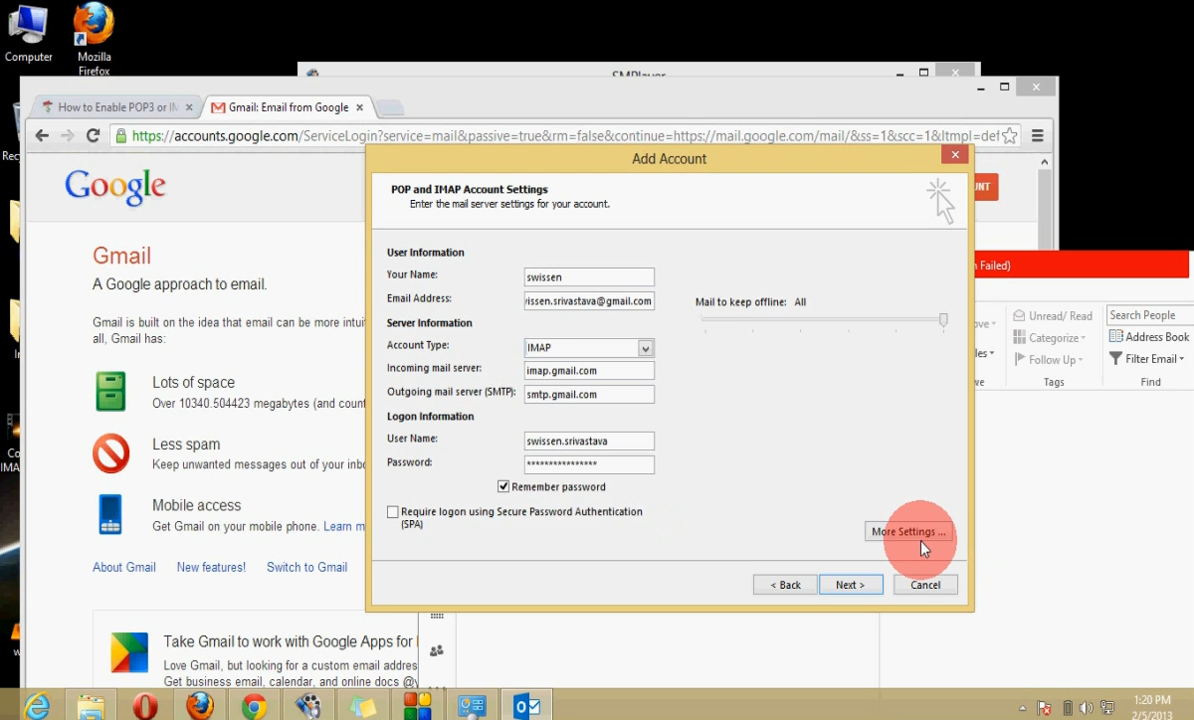 Computer
Mozilla
Firefox
SMPlayer
How to Enable POP3 or IM
Gmail: Email from Google
https://accounts.google.com/ServiceLogin?service=mail&passive=true&rm=false&continue=https://mail.google.com/mail/&ss=1&scc=1&ltmpl=def
Google
Gmail
A Google approach to email.
Gmail is built on the idea that email can be more intui
all, Gmail has:
Lots of space
Over 10340.504423 megabytes (and count
Less spam
Keep unwanted messages out of your inb
Mobile access
Get Gmail on your mobile phone. Learn m
About Gmail New features! Switch to Gmail
Take Gmail to work with Google Apps for
Love Gmail, but looking for a custom email addres
Get business email, calendar, and online docs @y
Add Account
POP and IMAP Account Settings
Enter the mail server settings for your account.
User Information
Your Name: swissen
Email Address: vissen.srivastava@gmail.com
Mail to keep offline: All
Server Information
Account Type: IMAP
Incoming mail server: imap.gmail.com
Outgoing mail server (SMTP): smtp.gmail.com
Logon Information
User Name: swissen.srivastava
Password: ****************
Remember password
Require logon using Secure Password Authentication
(SPA)
More Settings ...
< Back Next > Cancel
UNT
n Failed)
Unread/ Read
Categorize
Follow Up
Tags
Search People
Address Book
Filter Email
Find
1:20 PM
2/5/2013